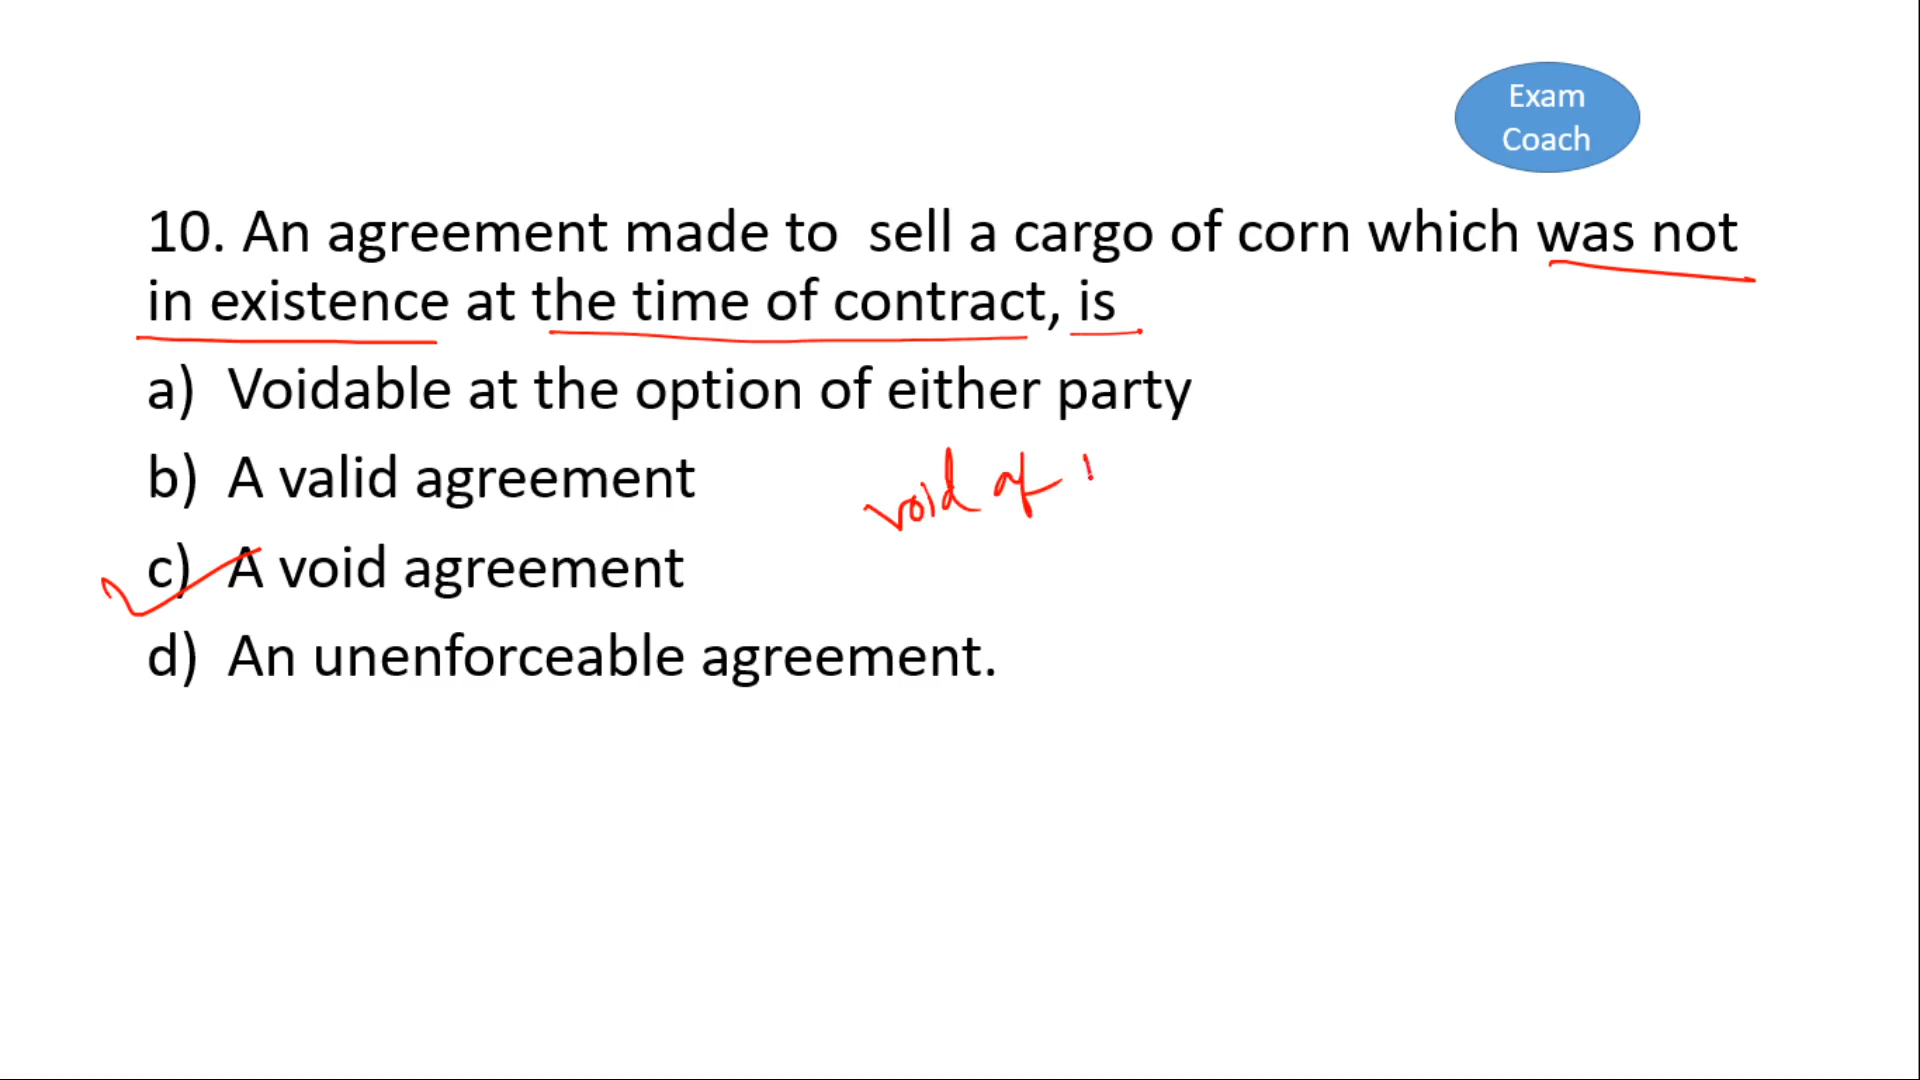 Exam
Coach
10. An agreement made to sell a cargo of corn which was not
in existence at the time of contract, is
a) Voidable at the option of either party
b) A valid agreement
void of
c) A void agreement
d) An unenforceable agreement.